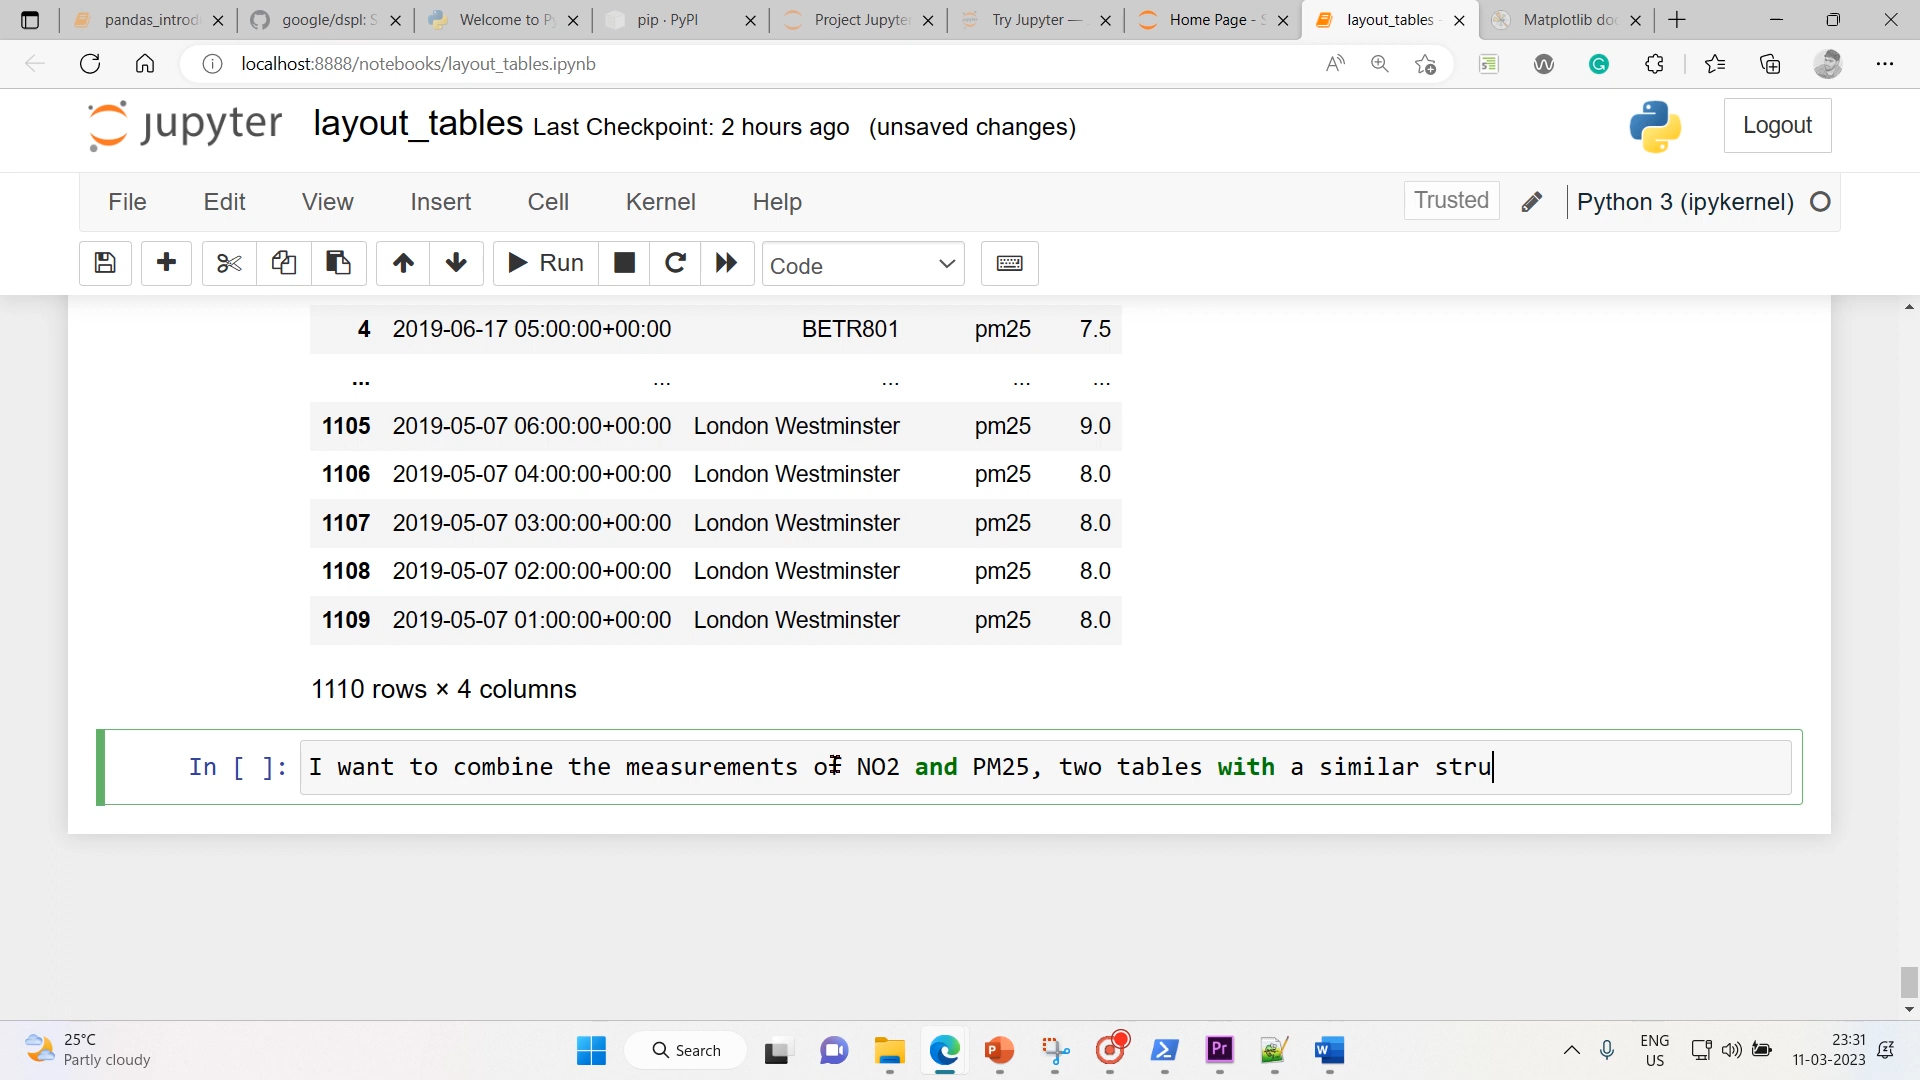 pandas_introd
google/dspl: S
Welcome to Py
pip · PyPI
Project Jupyte
Try Jupyter —
Home Page - S
layout_tables -
Matplotlib doc
localhost:8888/notebooks/layout_tables.ipynb
jupyter layout_tables Last Checkpoint: 2 hours ago (unsaved changes)
Logout
File Edit View Insert Cell Kernel Help
Trusted
Python 3 (ipykernel)
Run
Code
4 2019-06-17 05:00:00+00:00 BETR801 pm25 7.5
... ... ... ... ...
1105 2019-05-07 06:00:00+00:00 London Westminster pm25 9.0
1106 2019-05-07 04:00:00+00:00 London Westminster pm25 8.0
1107 2019-05-07 03:00:00+00:00 London Westminster pm25 8.0
1108 2019-05-07 02:00:00+00:00 London Westminster pm25 8.0
1109 2019-05-07 01:00:00+00:00 London Westminster pm25 8.0
1110 rows × 4 columns
In [ ]: I want to combine the measurements of NO2 and PM25, two tables with a similar stru
25°C
Partly cloudy
Search
ENG
US
23:31
11-03-2023